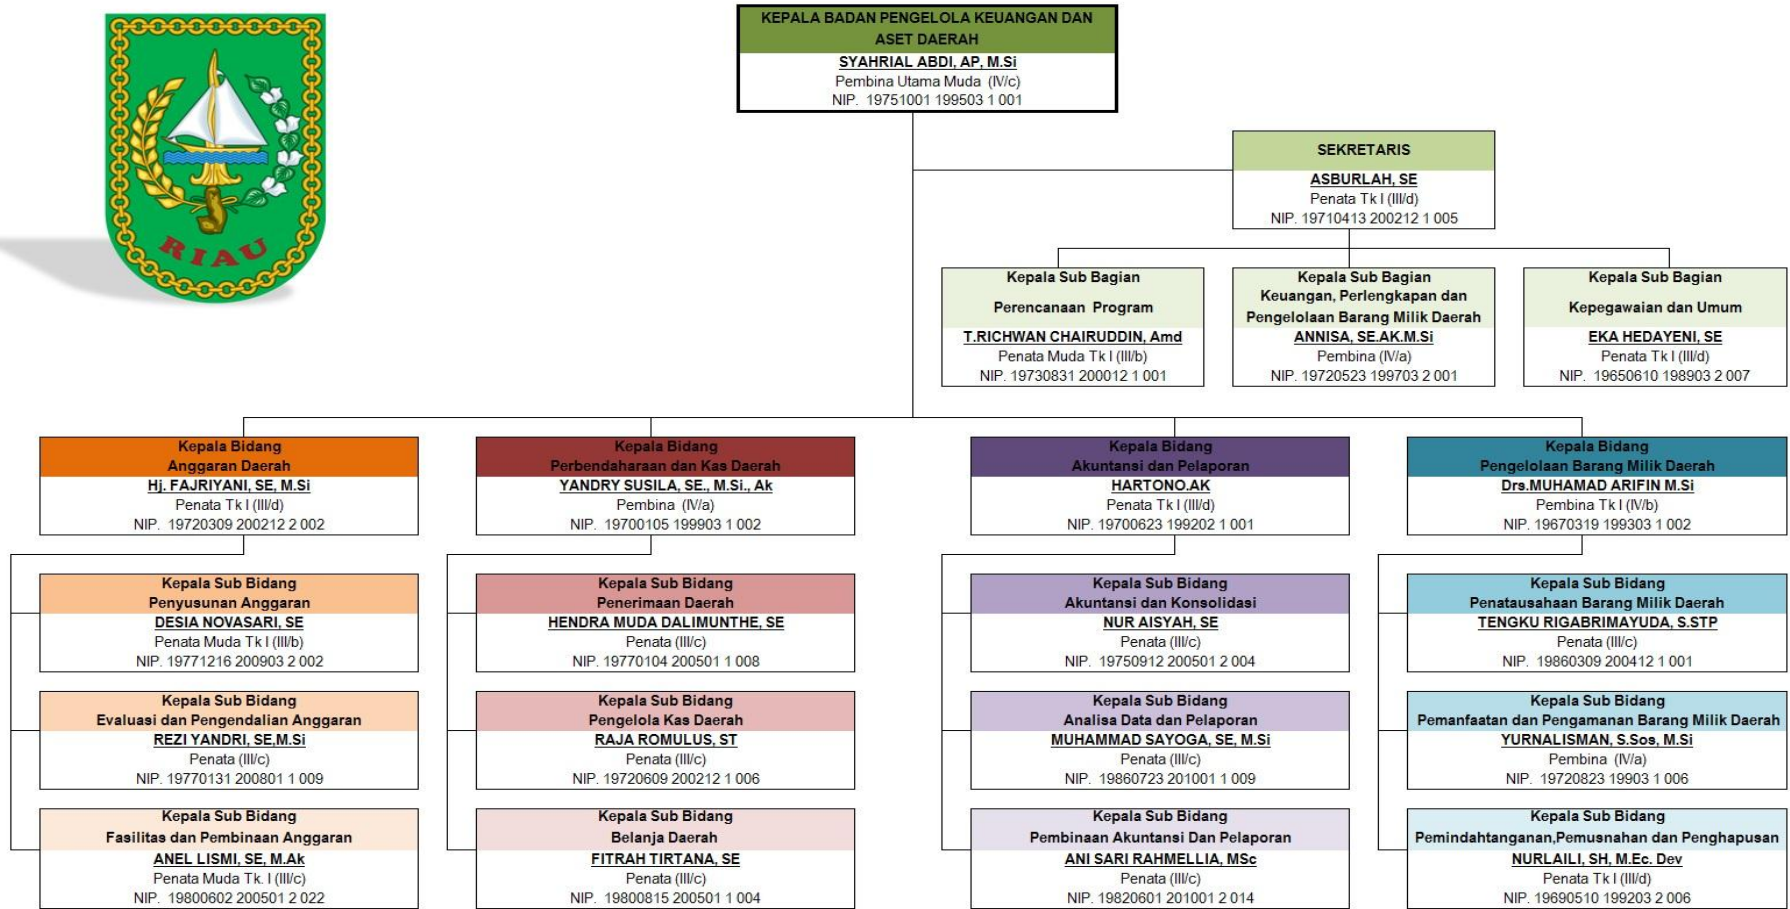 RIAU
KEPALA BADAN PENGELOLA KEUANGAN DAN
ASET DAERAH
SYAHRIAL ABDI, AP, M.Si
Pembina Utama Muda (IV/c)
NIP. 19751001 199503 1 001
SEKRETARIS
ASBURLAH, SE
Penata Tk I (III/d)
NIP. 19710413 200212 1 005
Kepala Sub Bagian
Perencanaan Program
T.RICHWAN CHAIRUDDIN, Amd
Penata Muda Tk I (III/b)
NIP. 19730831 200012 1 001
Kepala Sub Bagian
Keuangan, Perlengkapan dan
Pengelolaan Barang Milik Daerah
ANNISA, SE.AK.M.Si
Pembina (IV/a)
NIP. 19720523 199703 2 001
Kepala Sub Bagian
Kepegawaian dan Umum
EKA HEDAYENI, SE
Penata Tk I (III/d)
NIP. 19650610 198903 2 007
Kepala Bidang
Anggaran Daerah
Hj. FAJRIYANI, SE, M.Si
Penata Tk I (III/d)
NIP. 19720309 200212 2 002
Kepala Sub Bidang
Penyusunan Anggaran
DESIA NOVASARI, SE
Penata Muda Tk I (III/b)
NIP. 19771216 200903 2 002
Kepala Sub Bidang
Evaluasi dan Pengendalian Anggaran
REZI YANDRI, SE,M.Si
Penata (III/c)
NIP. 19770131 200801 1 009
Kepala Sub Bidang
Fasilitas dan Pembinaan Anggaran
ANEL LISMI, SE, M.Ak
Penata Muda Tk. I (III/c)
NIP. 19800602 200501 2 022
Kepala Bidang
Perbendaharaan dan Kas Daerah
YANDRY SUSILA, SE., M.Si., Ak
Pembina (IV/a)
NIP. 19700105 199903 1 002
Kepala Sub Bidang
Penerimaan Daerah
HENDRA MUDA DALIMUNTHE, SE
Penata (III/c)
NIP. 19770104 200501 1 008
Kepala Sub Bidang
Pengelola Kas Daerah
RAJA ROMULUS, ST
Penata (III/c)
NIP. 19720609 200212 1 006
Kepala Sub Bidang
Belanja Daerah
FITRAH TIRTANA, SE
Penata (III/c)
NIP. 19800815 200501 1 004
Kepala Bidang
Akuntansi dan Pelaporan
HARTONO.AK
Penata Tk I (III/d)
NIP. 19700623 199202 1 001
Kepala Sub Bidang
Akuntansi dan Konsolidasi
NUR AISYAH, SE
Penata (III/c)
NIP. 19750912 200501 2 004
Kepala Sub Bidang
Analisa Data dan Pelaporan
MUHAMMAD SAYOGA, SE, M.Si
Penata (III/c)
NIP. 19860723 201001 1 009
Kepala Sub Bidang
Pembinaan Akuntansi Dan Pelaporan
ANI SARI RAHMELLIA, MSc
Penata (III/c)
NIP. 19820601 201001 2 014
Kepala Bidang
Pengelolaan Barang Milik Daerah
Drs.MUHAMAD ARIFIN M.Si
Penata Tk I (IV/b)
NIP. 19670319 199303 1 002
Kepala Sub Bidang
Penatausahaan Barang Milik Daerah
TENGKU RIGABRIMAYUDA, S.STP
Penata (III/c)
NIP. 19860309 200412 1 001
Kepala Sub Bidang
Pemanfaatan dan Pengamanan Barang Milik Daerah
YURNALISMAN, S.Sos, M.Si
Pembina (IV/a)
NIP. 19720823 19903 1 006
Kepala Sub Bidang
Pemindahtanganan,Pemusnahan dan Penghapusan
NURLAILI, SH, M.Ec. Dev
Penata Tk I (III/d)
NIP. 19690510 199203 2 006